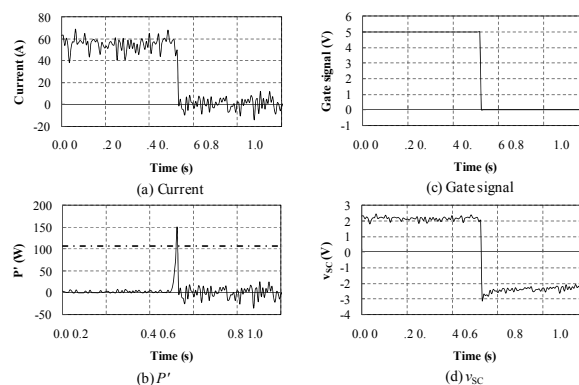 Current (A)
80
60
40
20
0
-20
0.0 0 .2 0 .4 0. 6 0.8 1.0
Time (s)
(a) Current
Gate signal (V)
6
5
4
3
2
1
0
-1
0.0 0 .2 0. 4 0. 6 0.8 1.0
Time (s)
(c) Gate signal
P' (W)
200
150
100
50
0
-50
0.0 0.2 0.4 0.6 0.8 1.0
Time (s)
(b) P'
vSC (V)
3
2
1
0
-1
-2
-3
-4
0.0 0 .2 0. 4 0. 6 0.8 1.0
Time (s)
(d) vSC